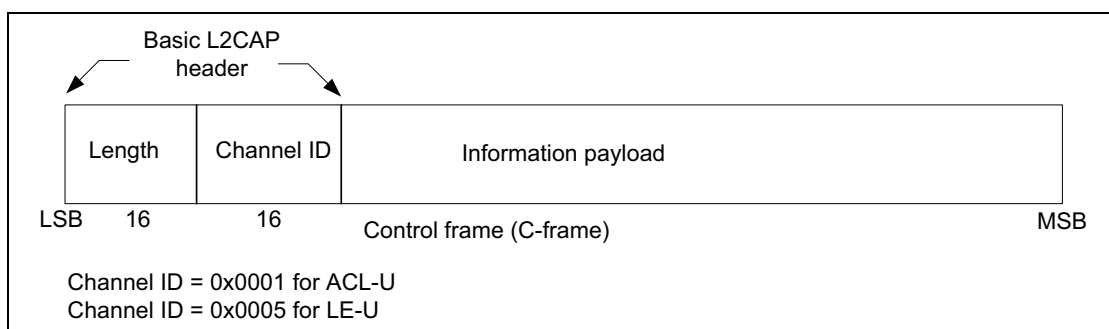 Basic L2CAP
header
Length
Channel ID
Information payload
LSB
16
16
Control frame (C-frame)
MSB
Channel ID = 0x0001 for ACL-U
Channel ID = 0x0005 for LE-U